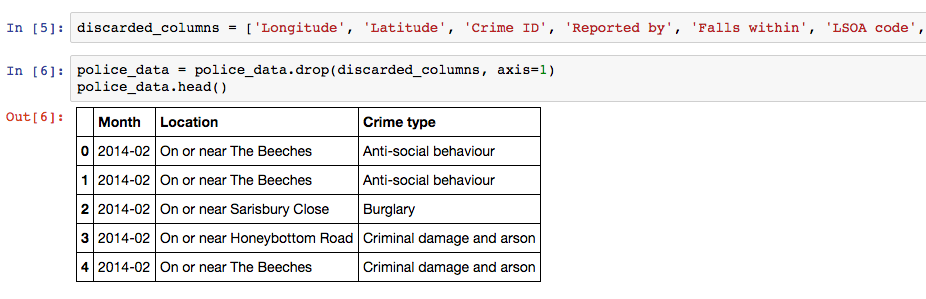 In [5]: discarded_columns = ['Longitude', 'Latitude', 'Crime ID', 'Reported by', 'Falls within', 'LSOA code',
In [6]: police_data = police_data.drop(discarded_columns, axis=1)
police_data.head()
Out[6]:
Month Location Crime type
0 2014-02 On or near The Beeches Anti-social behaviour
1 2014-02 On or near The Beeches Anti-social behaviour
2 2014-02 On or near Sarisbury Close Burglary
3 2014-02 On or near Honeybottom Road Criminal damage and arson
4 2014-02 On or near The Beeches Criminal damage and arson